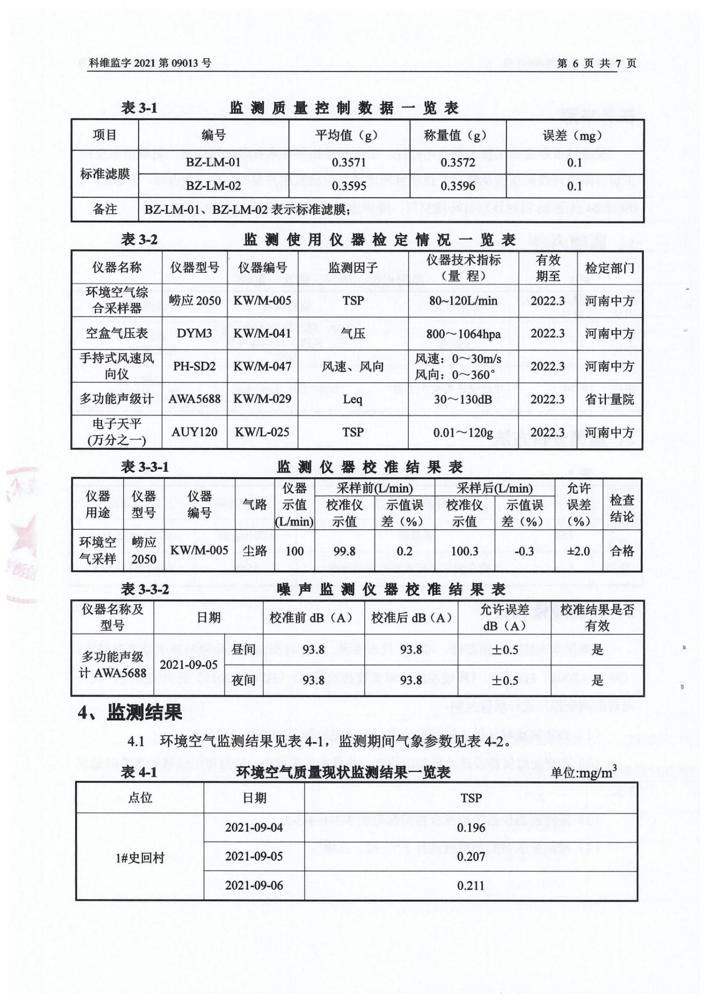 科维监字 2021 第 09013 号 第 6 页 共 7 页
表 3-1 监测质量控制数据一览表
项目 编号 平均值（g） 称量值（g） 误差（mg）
标准滤膜 BZ-LM-01 0.3571 0.3572 0.1
BZ-LM-02 0.3595 0.3596 0.1
备注 BZ-LM-01、BZ-LM-02 表示标准滤膜；
表 3-2 监测使用仪器检定情况一览表
仪器名称 仪器型号 仪器编号 监测因子 仪器技术指标（量 程） 有效期至 检定部门
环境空气综合采样器 崂应 2050 KW/M-005 TSP 80~120L/min 2022.3 河南中方
空盒气压表 DYM3 KW/M-041 气压 800～1064hpa 2022.3 河南中方
手持式风速风向仪 PH-SD2 KW/M-047 风速、风向 风速：0～30m/s 风向：0～360° 2022.3 河南中方
多功能声级计 AWA5688 KW/M-029 Leq 30～130dB 2022.3 省计量院
电子天平(万分之一) AUY120 KW/L-025 TSP 0.01～120g 2022.3 河南中方
表 3-3-1 监测仪器校准结果表
仪器用途 仪器型号 仪器编号 气路 仪器示值(L/min) 采样前(L/min) 采样后(L/min) 允许误差（%） 检查结论
校准仪示值 示值误差（%） 校准仪示值 示值误差（%）
环境空气采样 崂应2050 KW/M-005 尘路 100 99.8 0.2 100.3 -0.3 ±2.0 合格
表 3-3-2 噪声监测仪器校准结果表
仪器名称及型号 日期 校准前 dB（A） 校准后 dB（A） 允许误差 dB（A） 校准结果是否有效
多功能声级计 AWA5688 2021-09-05 昼间 93.8 93.8 ±0.5 是
夜间 93.8 93.8 ±0.5 是
4、监测结果
4.1 环境空气监测结果见表 4-1，监测期间气象参数见表 4-2。
表 4-1 环境空气质量现状监测结果一览表 单位:mg/m³
点位 日期 TSP
1#史回村 2021-09-04 0.196
2021-09-05 0.207
2021-09-06 0.211